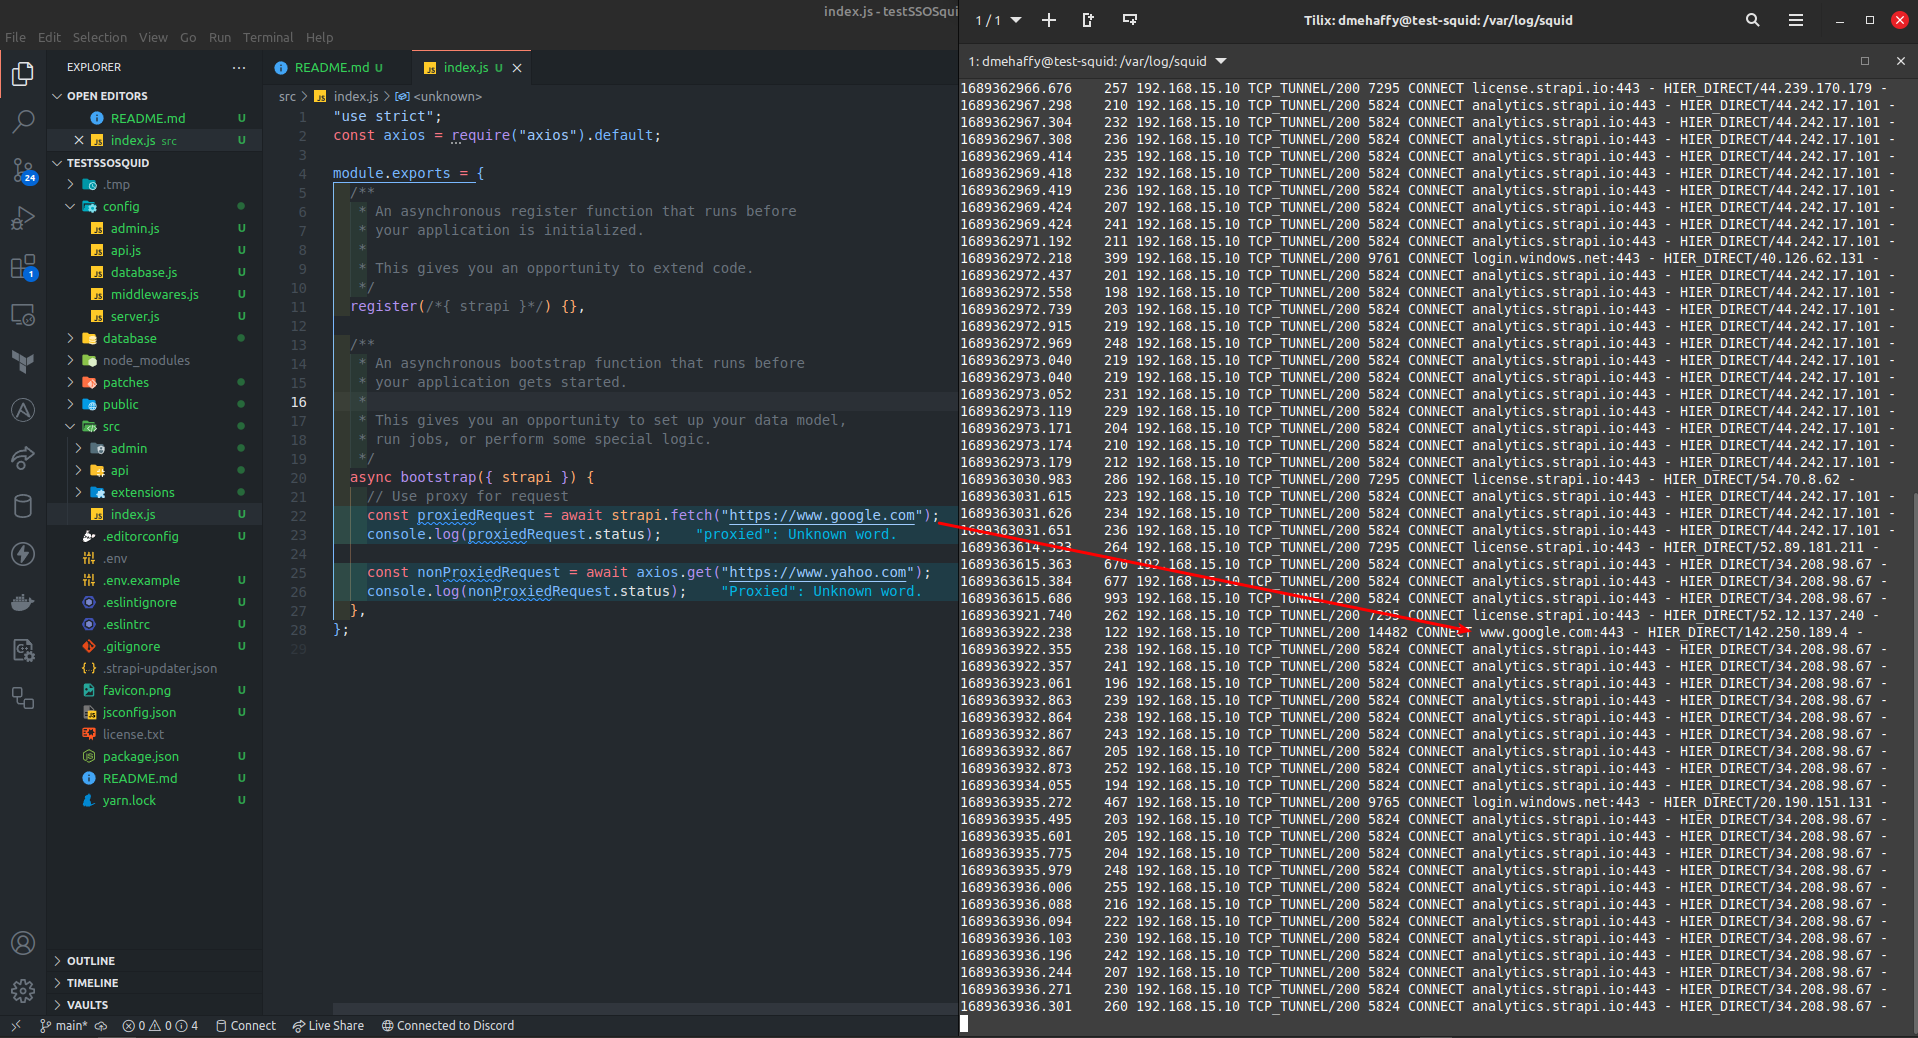 index.js - testSSOSqui
File Edit Selection View Go Run Terminal Help
EXPLORER ...
OPEN EDITORS
README.md U
index.js src U
TESTSSOSQUID
.tmp
config
admin.js U
api.js U
database.js U
middlewares.js U
server.js U
database
node_modules
patches
public
src
admin
api
extensions
index.js U
.editorconfig U
.env
.env.example U
.eslintignore U
.eslintrc U
.gitignore U
.strapi-updater.json
favicon.png U
jsconfig.json U
license.txt
package.json U
README.md U
yarn.lock U
OUTLINE
TIMELINE
VAULTS
24
1
README.md U index.js U
src > index.js > <unknown>
1 "use strict";
2 const axios = require("axios").default;
3
4 module.exports = {
5 /**
6 * An asynchronous register function that runs before
7 * your application is initialized.
8 *
9 * This gives you an opportunity to extend code.
10 */
11 register(/*{ strapi }*/) {},
12
13 /**
14 * An asynchronous bootstrap function that runs before
15 * your application gets started.
16 *
17 * This gives you an opportunity to set up your data model,
18 * run jobs, or perform some special logic.
19 */
20 async bootstrap({ strapi }) {
21 // Use proxy for request
22 const proxiedRequest = await strapi.fetch("https://www.google.com");
23 console.log(proxiedRequest.status); "proxied": Unknown word.
24
25 const nonProxiedRequest = await axios.get("https://www.yahoo.com");
26 console.log(nonProxiedRequest.status); "Proxied": Unknown word.
27 },
28 };
29
main* 0 0 4 Connect Live Share Connected to Discord
1 / 1 Tilix: dmehaffy@test-squid: /var/log/squid
1: dmehaffy@test-squid: /var/log/squid
1689362966.676 257 192.168.15.10 TCP_TUNNEL/200 7295 CONNECT license.strapi.io:443 - HIER_DIRECT/44.239.170.179 -
1689362967.298 210 192.168.15.10 TCP_TUNNEL/200 5824 CONNECT analytics.strapi.io:443 - HIER_DIRECT/44.242.17.101 -
1689362967.304 232 192.168.15.10 TCP_TUNNEL/200 5824 CONNECT analytics.strapi.io:443 - HIER_DIRECT/44.242.17.101 -
1689362967.308 236 192.168.15.10 TCP_TUNNEL/200 5824 CONNECT analytics.strapi.io:443 - HIER_DIRECT/44.242.17.101 -
1689362969.414 235 192.168.15.10 TCP_TUNNEL/200 5824 CONNECT analytics.strapi.io:443 - HIER_DIRECT/44.242.17.101 -
1689362969.418 232 192.168.15.10 TCP_TUNNEL/200 5824 CONNECT analytics.strapi.io:443 - HIER_DIRECT/44.242.17.101 -
1689362969.419 236 192.168.15.10 TCP_TUNNEL/200 5824 CONNECT analytics.strapi.io:443 - HIER_DIRECT/44.242.17.101 -
1689362969.424 207 192.168.15.10 TCP_TUNNEL/200 5824 CONNECT analytics.strapi.io:443 - HIER_DIRECT/44.242.17.101 -
1689362969.424 241 192.168.15.10 TCP_TUNNEL/200 5824 CONNECT analytics.strapi.io:443 - HIER_DIRECT/44.242.17.101 -
1689362971.192 211 192.168.15.10 TCP_TUNNEL/200 5824 CONNECT analytics.strapi.io:443 - HIER_DIRECT/44.242.17.101 -
1689362972.218 399 192.168.15.10 TCP_TUNNEL/200 9761 CONNECT login.windows.net:443 - HIER_DIRECT/40.126.62.131 -
1689362972.437 201 192.168.15.10 TCP_TUNNEL/200 5824 CONNECT analytics.strapi.io:443 - HIER_DIRECT/44.242.17.101 -
1689362972.558 198 192.168.15.10 TCP_TUNNEL/200 5824 CONNECT analytics.strapi.io:443 - HIER_DIRECT/44.242.17.101 -
1689362972.739 203 192.168.15.10 TCP_TUNNEL/200 5824 CONNECT analytics.strapi.io:443 - HIER_DIRECT/44.242.17.101 -
1689362972.915 219 192.168.15.10 TCP_TUNNEL/200 5824 CONNECT analytics.strapi.io:443 - HIER_DIRECT/44.242.17.101 -
1689362972.969 248 192.168.15.10 TCP_TUNNEL/200 5824 CONNECT analytics.strapi.io:443 - HIER_DIRECT/44.242.17.101 -
1689362973.040 219 192.168.15.10 TCP_TUNNEL/200 5824 CONNECT analytics.strapi.io:443 - HIER_DIRECT/44.242.17.101 -
1689362973.040 219 192.168.15.10 TCP_TUNNEL/200 5824 CONNECT analytics.strapi.io:443 - HIER_DIRECT/44.242.17.101 -
1689362973.052 231 192.168.15.10 TCP_TUNNEL/200 5824 CONNECT analytics.strapi.io:443 - HIER_DIRECT/44.242.17.101 -
1689362973.119 229 192.168.15.10 TCP_TUNNEL/200 5824 CONNECT analytics.strapi.io:443 - HIER_DIRECT/44.242.17.101 -
1689362973.171 204 192.168.15.10 TCP_TUNNEL/200 5824 CONNECT analytics.strapi.io:443 - HIER_DIRECT/44.242.17.101 -
1689362973.174 210 192.168.15.10 TCP_TUNNEL/200 5824 CONNECT analytics.strapi.io:443 - HIER_DIRECT/44.242.17.101 -
1689362973.179 212 192.168.15.10 TCP_TUNNEL/200 5824 CONNECT analytics.strapi.io:443 - HIER_DIRECT/44.242.17.101 -
1689363030.983 286 192.168.15.10 TCP_TUNNEL/200 7295 CONNECT license.strapi.io:443 - HIER_DIRECT/54.70.8.62 -
1689363031.615 223 192.168.15.10 TCP_TUNNEL/200 5824 CONNECT analytics.strapi.io:443 - HIER_DIRECT/44.242.17.101 -
1689363031.626 234 192.168.15.10 TCP_TUNNEL/200 5824 CONNECT analytics.strapi.io:443 - HIER_DIRECT/44.242.17.101 -
1689363031.651 236 192.168.15.10 TCP_TUNNEL/200 5824 CONNECT analytics.strapi.io:443 - HIER_DIRECT/44.242.17.101 -
264 192.168.15.10 TCP_TUNNEL/200 7295 CONNECT license.strapi.io:443 - HIER_DIRECT/52.89.181.211 -
1689363615.363 670 192.168.15.10 TCP_TUNNEL/200 5824 CONNECT analytics.strapi.io:443 - HIER_DIRECT/34.208.98.67 -
1689363615.384 677 192.168.15.10 TCP_TUNNEL/200 5824 CONNECT analytics.strapi.io:443 - HIER_DIRECT/34.208.98.67 -
1689363615.686 993 192.168.15.10 TCP_TUNNEL/200 5824 CONNECT analytics.strapi.io:443 - HIER_DIRECT/34.208.98.67 -
1689363921.740 262 192.168.15.10 TCP_TUNNEL/200 7295 CONNECT license.strapi.io:443 - HIER_DIRECT/52.12.137.240 -
1689363922.238 122 192.168.15.10 TCP_TUNNEL/200 14482 CONNECT www.google.com:443 - HIER_DIRECT/142.250.189.4 -
1689363922.355 238 192.168.15.10 TCP_TUNNEL/200 5824 CONNECT analytics.strapi.io:443 - HIER_DIRECT/34.208.98.67 -
1689363922.357 241 192.168.15.10 TCP_TUNNEL/200 5824 CONNECT analytics.strapi.io:443 - HIER_DIRECT/34.208.98.67 -
1689363923.061 196 192.168.15.10 TCP_TUNNEL/200 5824 CONNECT analytics.strapi.io:443 - HIER_DIRECT/34.208.98.67 -
1689363932.863 239 192.168.15.10 TCP_TUNNEL/200 5824 CONNECT analytics.strapi.io:443 - HIER_DIRECT/34.208.98.67 -
1689363932.864 238 192.168.15.10 TCP_TUNNEL/200 5824 CONNECT analytics.strapi.io:443 - HIER_DIRECT/34.208.98.67 -
1689363932.867 243 192.168.15.10 TCP_TUNNEL/200 5824 CONNECT analytics.strapi.io:443 - HIER_DIRECT/34.208.98.67 -
1689363932.867 205 192.168.15.10 TCP_TUNNEL/200 5824 CONNECT analytics.strapi.io:443 - HIER_DIRECT/34.208.98.67 -
1689363932.873 252 192.168.15.10 TCP_TUNNEL/200 5824 CONNECT analytics.strapi.io:443 - HIER_DIRECT/34.208.98.67 -
1689363934.055 194 192.168.15.10 TCP_TUNNEL/200 5824 CONNECT analytics.strapi.io:443 - HIER_DIRECT/34.208.98.67 -
1689363935.272 467 192.168.15.10 TCP_TUNNEL/200 9765 CONNECT login.windows.net:443 - HIER_DIRECT/20.190.151.131 -
1689363935.495 203 192.168.15.10 TCP_TUNNEL/200 5824 CONNECT analytics.strapi.io:443 - HIER_DIRECT/34.208.98.67 -
1689363935.601 205 192.168.15.10 TCP_TUNNEL/200 5824 CONNECT analytics.strapi.io:443 - HIER_DIRECT/34.208.98.67 -
1689363935.775 204 192.168.15.10 TCP_TUNNEL/200 5824 CONNECT analytics.strapi.io:443 - HIER_DIRECT/34.208.98.67 -
1689363935.979 248 192.168.15.10 TCP_TUNNEL/200 5824 CONNECT analytics.strapi.io:443 - HIER_DIRECT/34.208.98.67 -
1689363936.006 255 192.168.15.10 TCP_TUNNEL/200 5824 CONNECT analytics.strapi.io:443 - HIER_DIRECT/34.208.98.67 -
1689363936.088 216 192.168.15.10 TCP_TUNNEL/200 5824 CONNECT analytics.strapi.io:443 - HIER_DIRECT/34.208.98.67 -
1689363936.094 222 192.168.15.10 TCP_TUNNEL/200 5824 CONNECT analytics.strapi.io:443 - HIER_DIRECT/34.208.98.67 -
1689363936.103 230 192.168.15.10 TCP_TUNNEL/200 5824 CONNECT analytics.strapi.io:443 - HIER_DIRECT/34.208.98.67 -
1689363936.196 242 192.168.15.10 TCP_TUNNEL/200 5824 CONNECT analytics.strapi.io:443 - HIER_DIRECT/34.208.98.67 -
1689363936.244 207 192.168.15.10 TCP_TUNNEL/200 5824 CONNECT analytics.strapi.io:443 - HIER_DIRECT/34.208.98.67 -
1689363936.271 230 192.168.15.10 TCP_TUNNEL/200 5824 CONNECT analytics.strapi.io:443 - HIER_DIRECT/34.208.98.67 -
1689363936.301 260 192.168.15.10 TCP_TUNNEL/200 5824 CONNECT analytics.strapi.io:443 - HIER_DIRECT/34.208.98.67 -